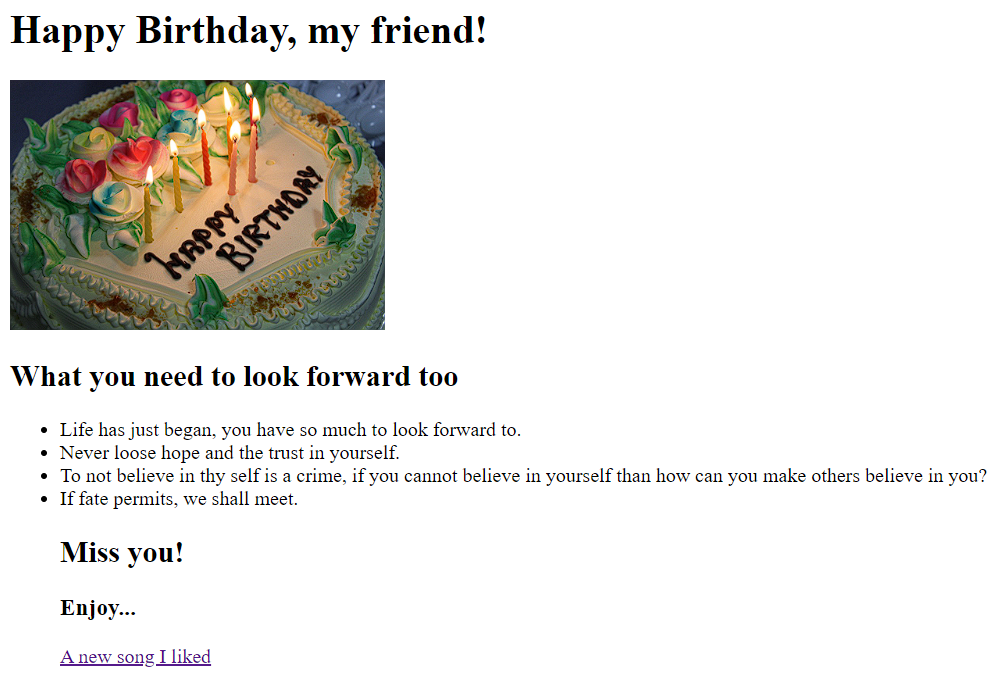 Happy Birthday, my friend!
HAPPY
BIRTHDAY
What you need to look forward too
Life has just began, you have so much to look forward to.
Never loose hope and the trust in yourself.
To not believe in thy self is a crime, if you cannot believe in yourself than how can you make others believe in you?
If fate permits, we shall meet.
Miss you!
Enjoy...
A new song I liked